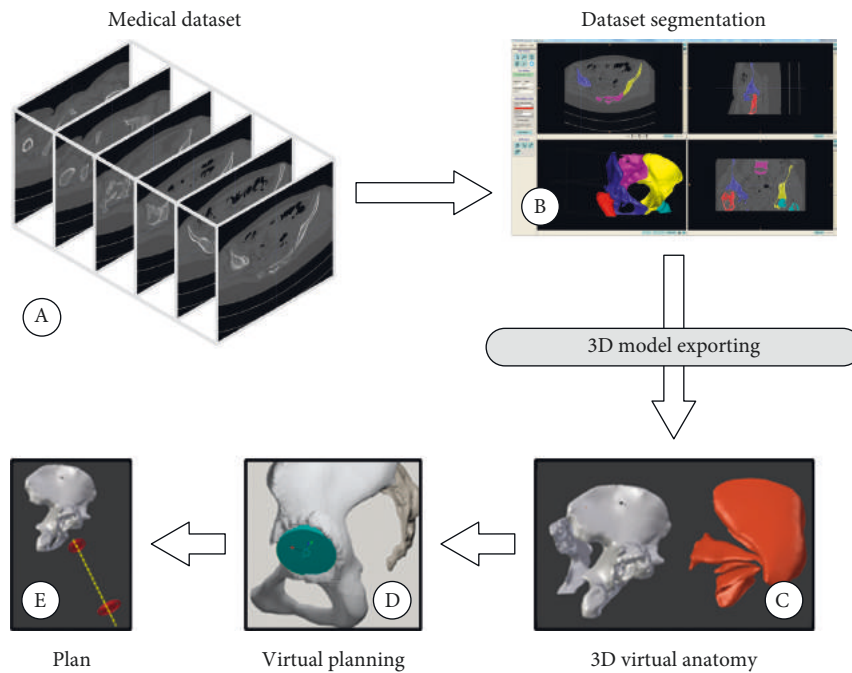 Medical dataset
Dataset segmentation
A
B
3D model exporting
E
D
C
Plan
Virtual planning
3D virtual anatomy